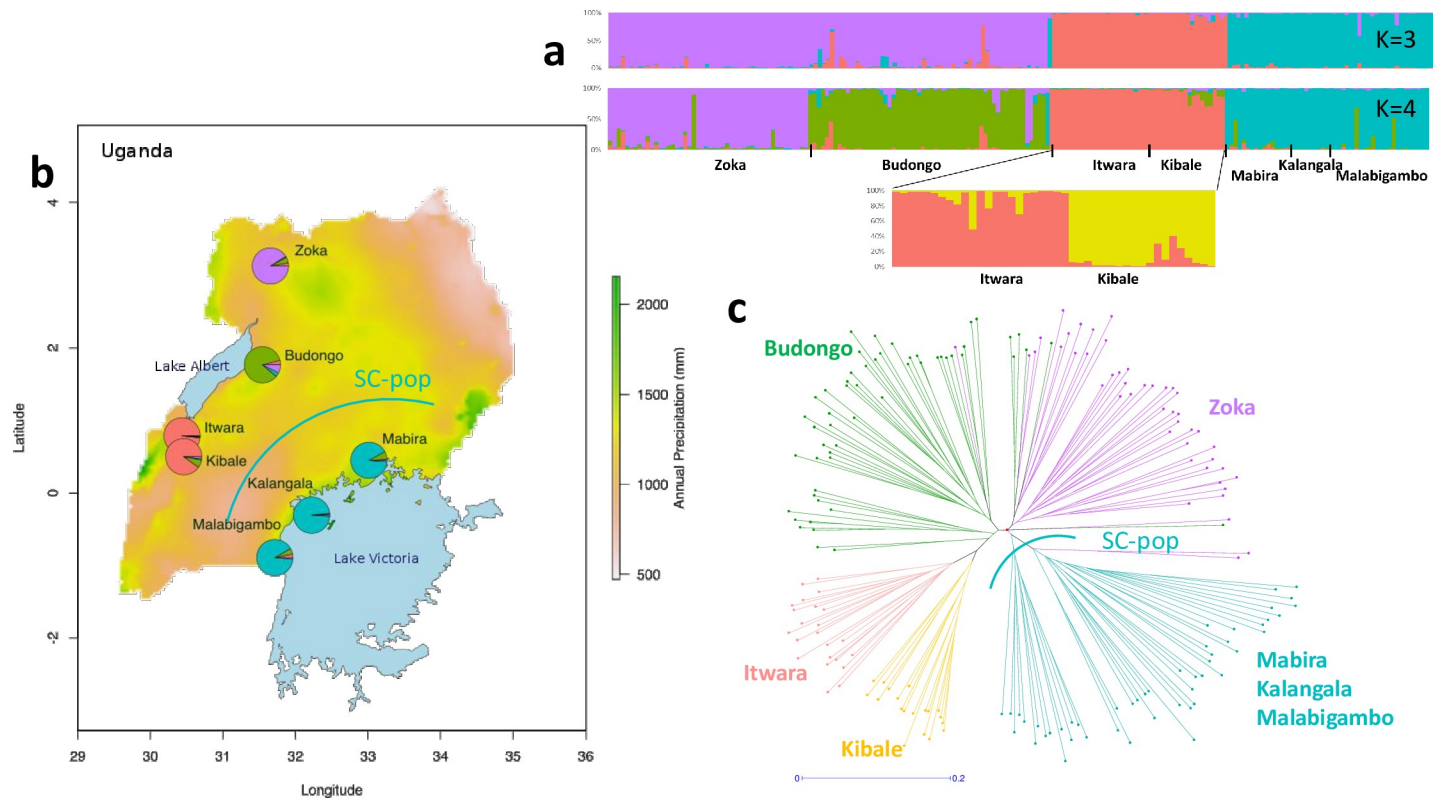 a
100%
50%
0%
K=3
100%
50%
0%
K=4
Zoka
Budongo
Itwara
Kibale
Mabira
Kalangala
Malabigambo
100%
80%
60%
40%
20%
0%
Itwara
Kibale
b
Uganda
Zoka
Budongo
Lake Albert
SC-pop
Itwara
Kibale
Mabira
Kalangala
Malabigambo
Lake Victoria
4
2
0
-2
Latitude
29 30 31 32 33 34 35 36
Longitude
2000
1500
1000
500
Annual Precipitation (mm)
c
Budongo
Zoka
SC-pop
Itwara
Kibale
Mabira
Kalangala
Malabigambo
0 0.2